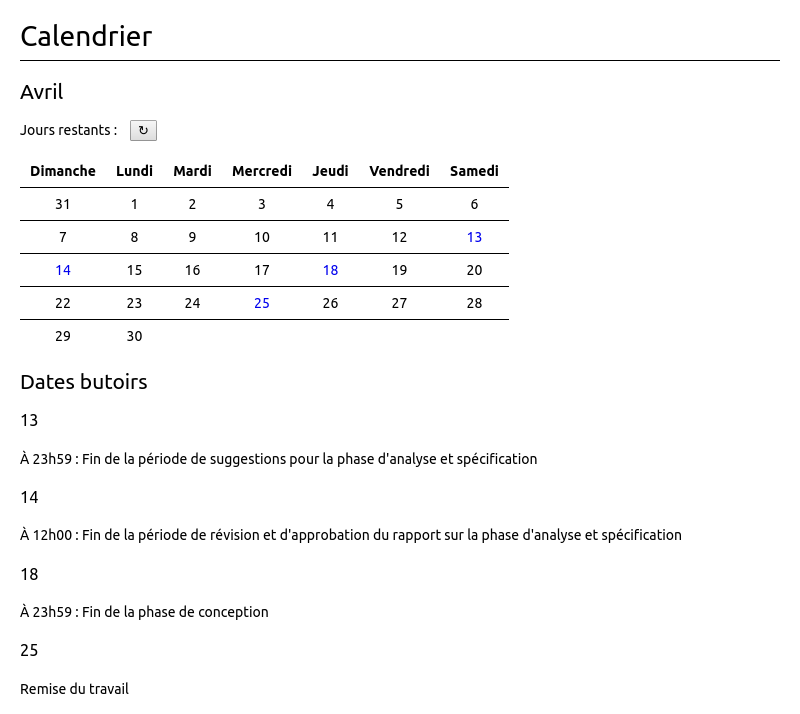 Calendrier
Avril
Jours restants : ↻
Dimanche Lundi Mardi Mercredi Jeudi Vendredi Samedi
31 1 2 3 4 5 6
7 8 9 10 11 12 13
14 15 16 17 18 19 20
22 23 24 25 26 27 28
29 30
Dates butoirs
13
À 23h59 : Fin de la période de suggestions pour la phase d'analyse et spécification
14
À 12h00 : Fin de la période de révision et d'approbation du rapport sur la phase d'analyse et spécification
18
À 23h59 : Fin de la phase de conception
25
Remise du travail